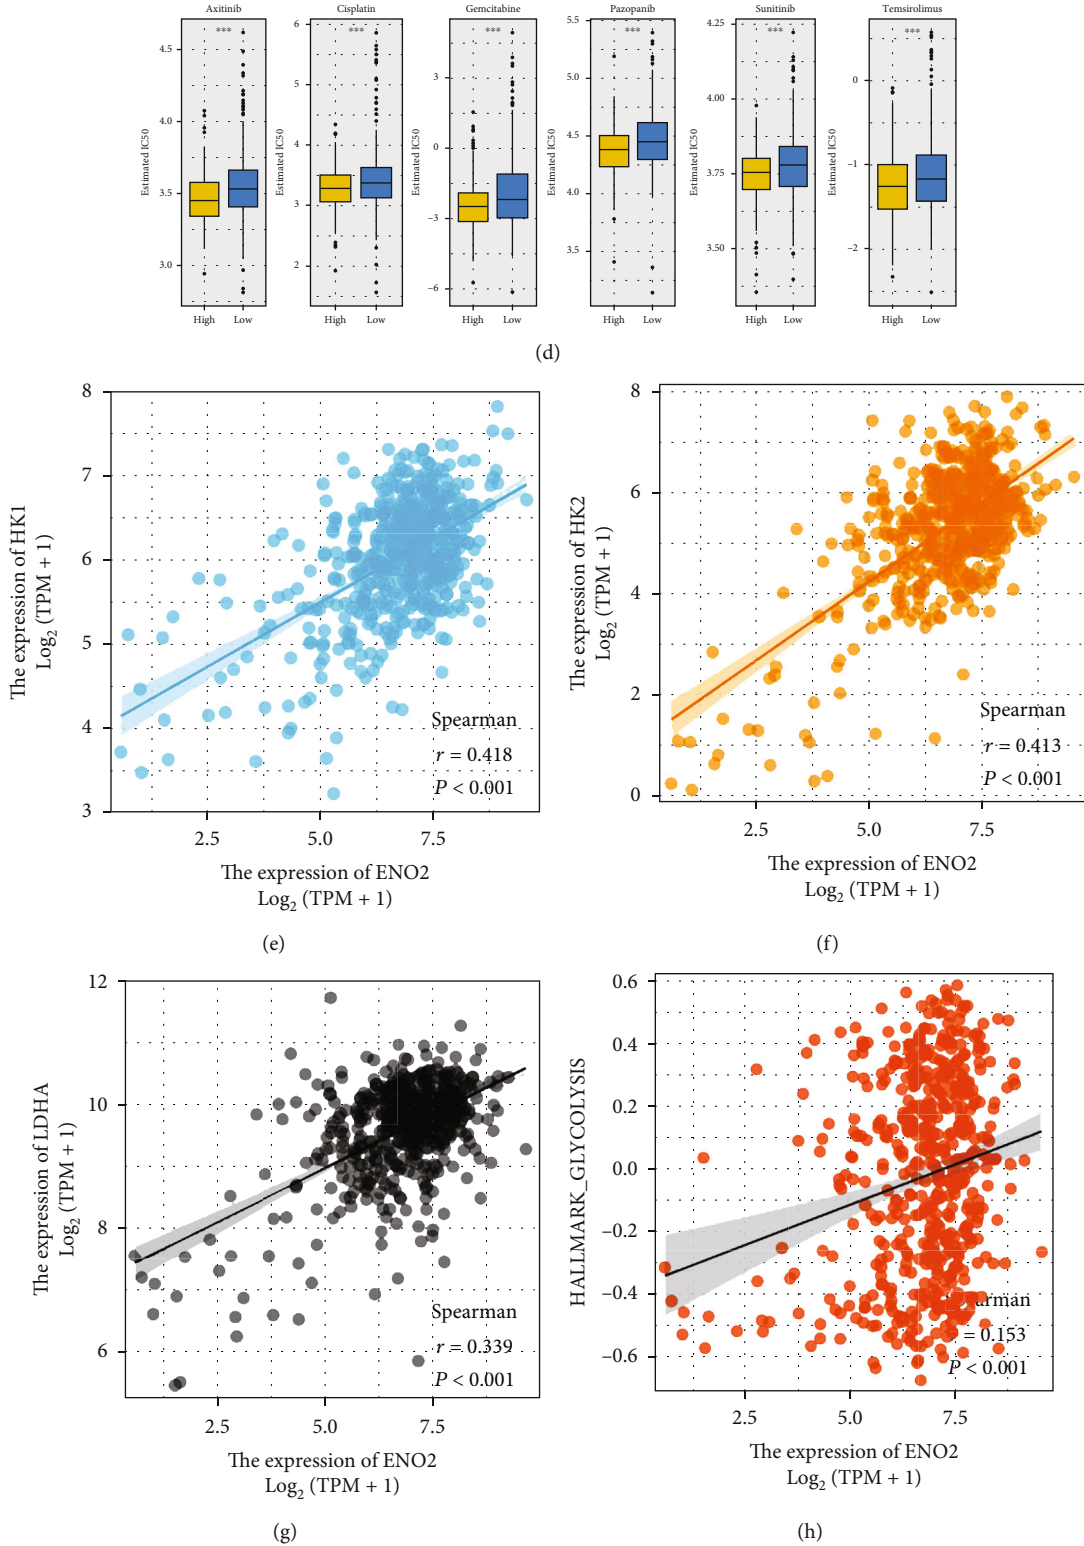 Axitinib Cisplatin Gemcitabine Pazopanib Sunitinib Temsirolimus
*** *** *** *** *** ***
Estimated IC50
4.5
4.0
3.5
3.0
High Low
Estimated IC50
6
5
4
3
2
High Low
Estimated IC50
3
0
−3
−6
High Low
Estimated IC50
5.5
5.0
4.5
4.0
3.5
High Low
Estimated IC50
4.25
4.00
3.75
3.50
High Low
Estimated IC50
0
−1
−2
High Low
(d)
The expression of HK1
Log2 (TPM + 1)
8
7
6
5
4
3
Spearman
r = 0.418
P < 0.001
2.5 5.0 7.5
The expression of ENO2
Log2 (TPM + 1)
(e)
The expression of HK2
Log2 (TPM + 1)
8
6
4
2
0
Spearman
r = 0.413
P < 0.001
2.5 5.0 7.5
The expression of ENO2
Log2 (TPM + 1)
(f)
The expression of LDHA
Log2 (TPM + 1)
12
10
8
6
Spearman
r = 0.339
P < 0.001
2.5 5.0 7.5
The expression of ENO2
Log2 (TPM + 1)
(g)
HALLMARK_GLYCOLYSIS
0.6
0.4
0.2
0.0
−0.2
−0.4
−0.6
= 0.153
P < 0.001
2.5 5.0 7.5
The expression of ENO2
Log2 (TPM + 1)
(h)